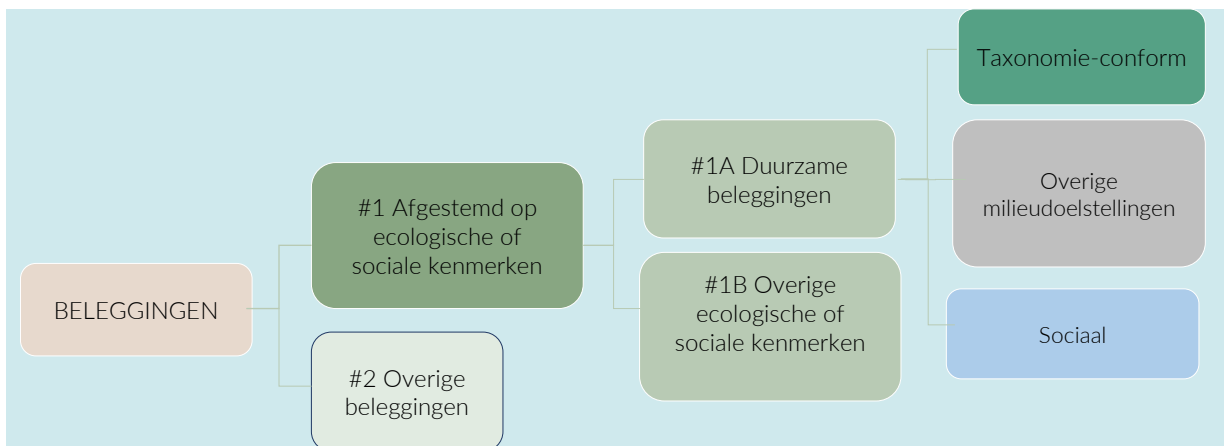 BELEGGINGEN
#1 Afgestemd op
ecologische of
sociale kenmerken
#2 Overige
beleggingen
#1A Duurzame
beleggingen
#1B Overige
ecologische of
sociale kenmerken
Taxonomie-conform
Overige
milieudoelstellingen
Sociaal